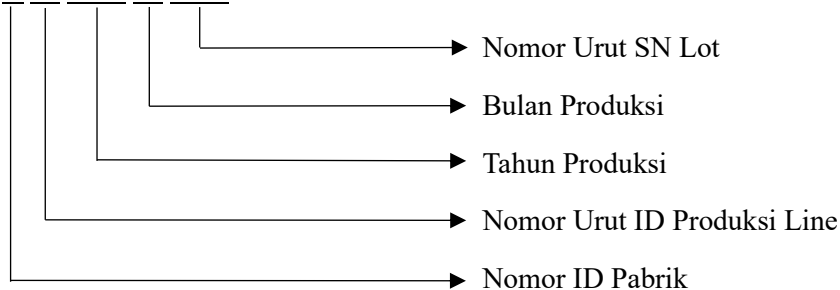 Nomor Urut SN Lot
Bulan Produksi
Tahun Produksi
Nomor Urut ID Produksi Line
Nomor ID Pabrik